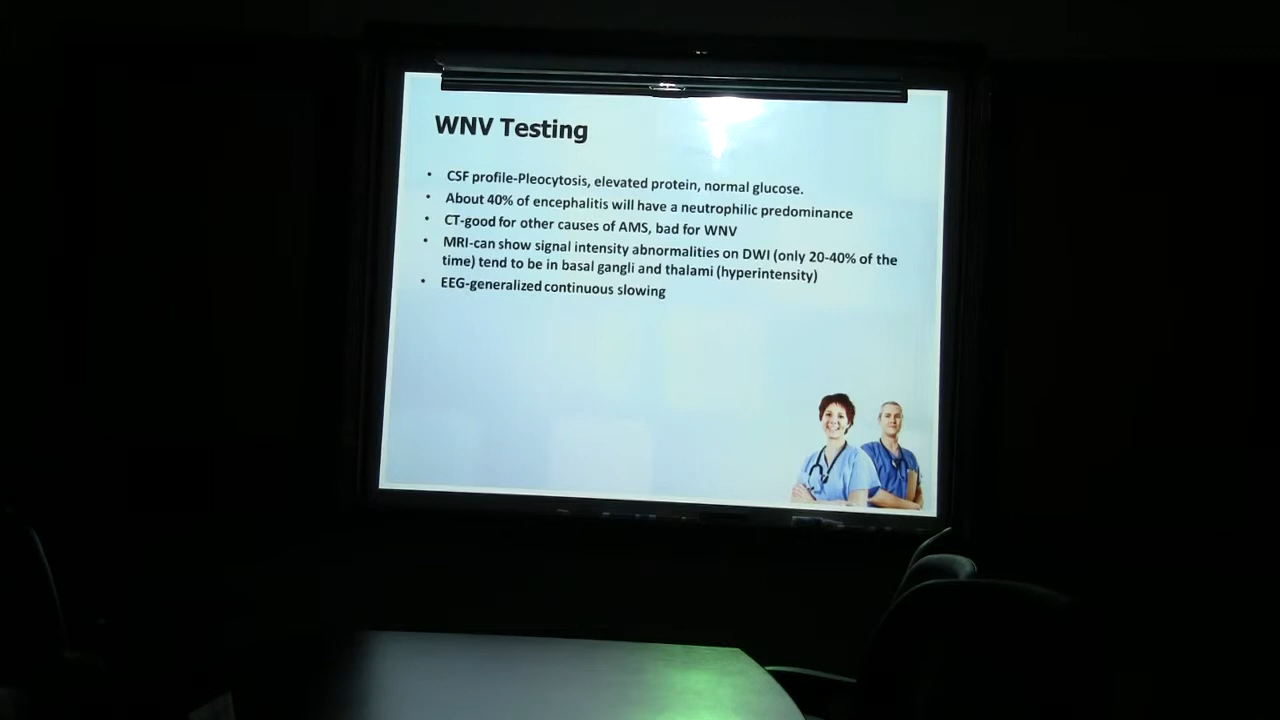 WNV Testing
• CSF profile-Pleocytosis, elevated protein, normal glucose.
• About 40% of encephalitis will have a neutrophilic predominance
• CT-good for other causes of AMS, bad for WNV
• MRI-can show signal intensity abnormalities on DWI (only 20-40% of the
time) tend to be in basal gangli and thalami (hyperintensity)
• EEG-generalized continuous slowing